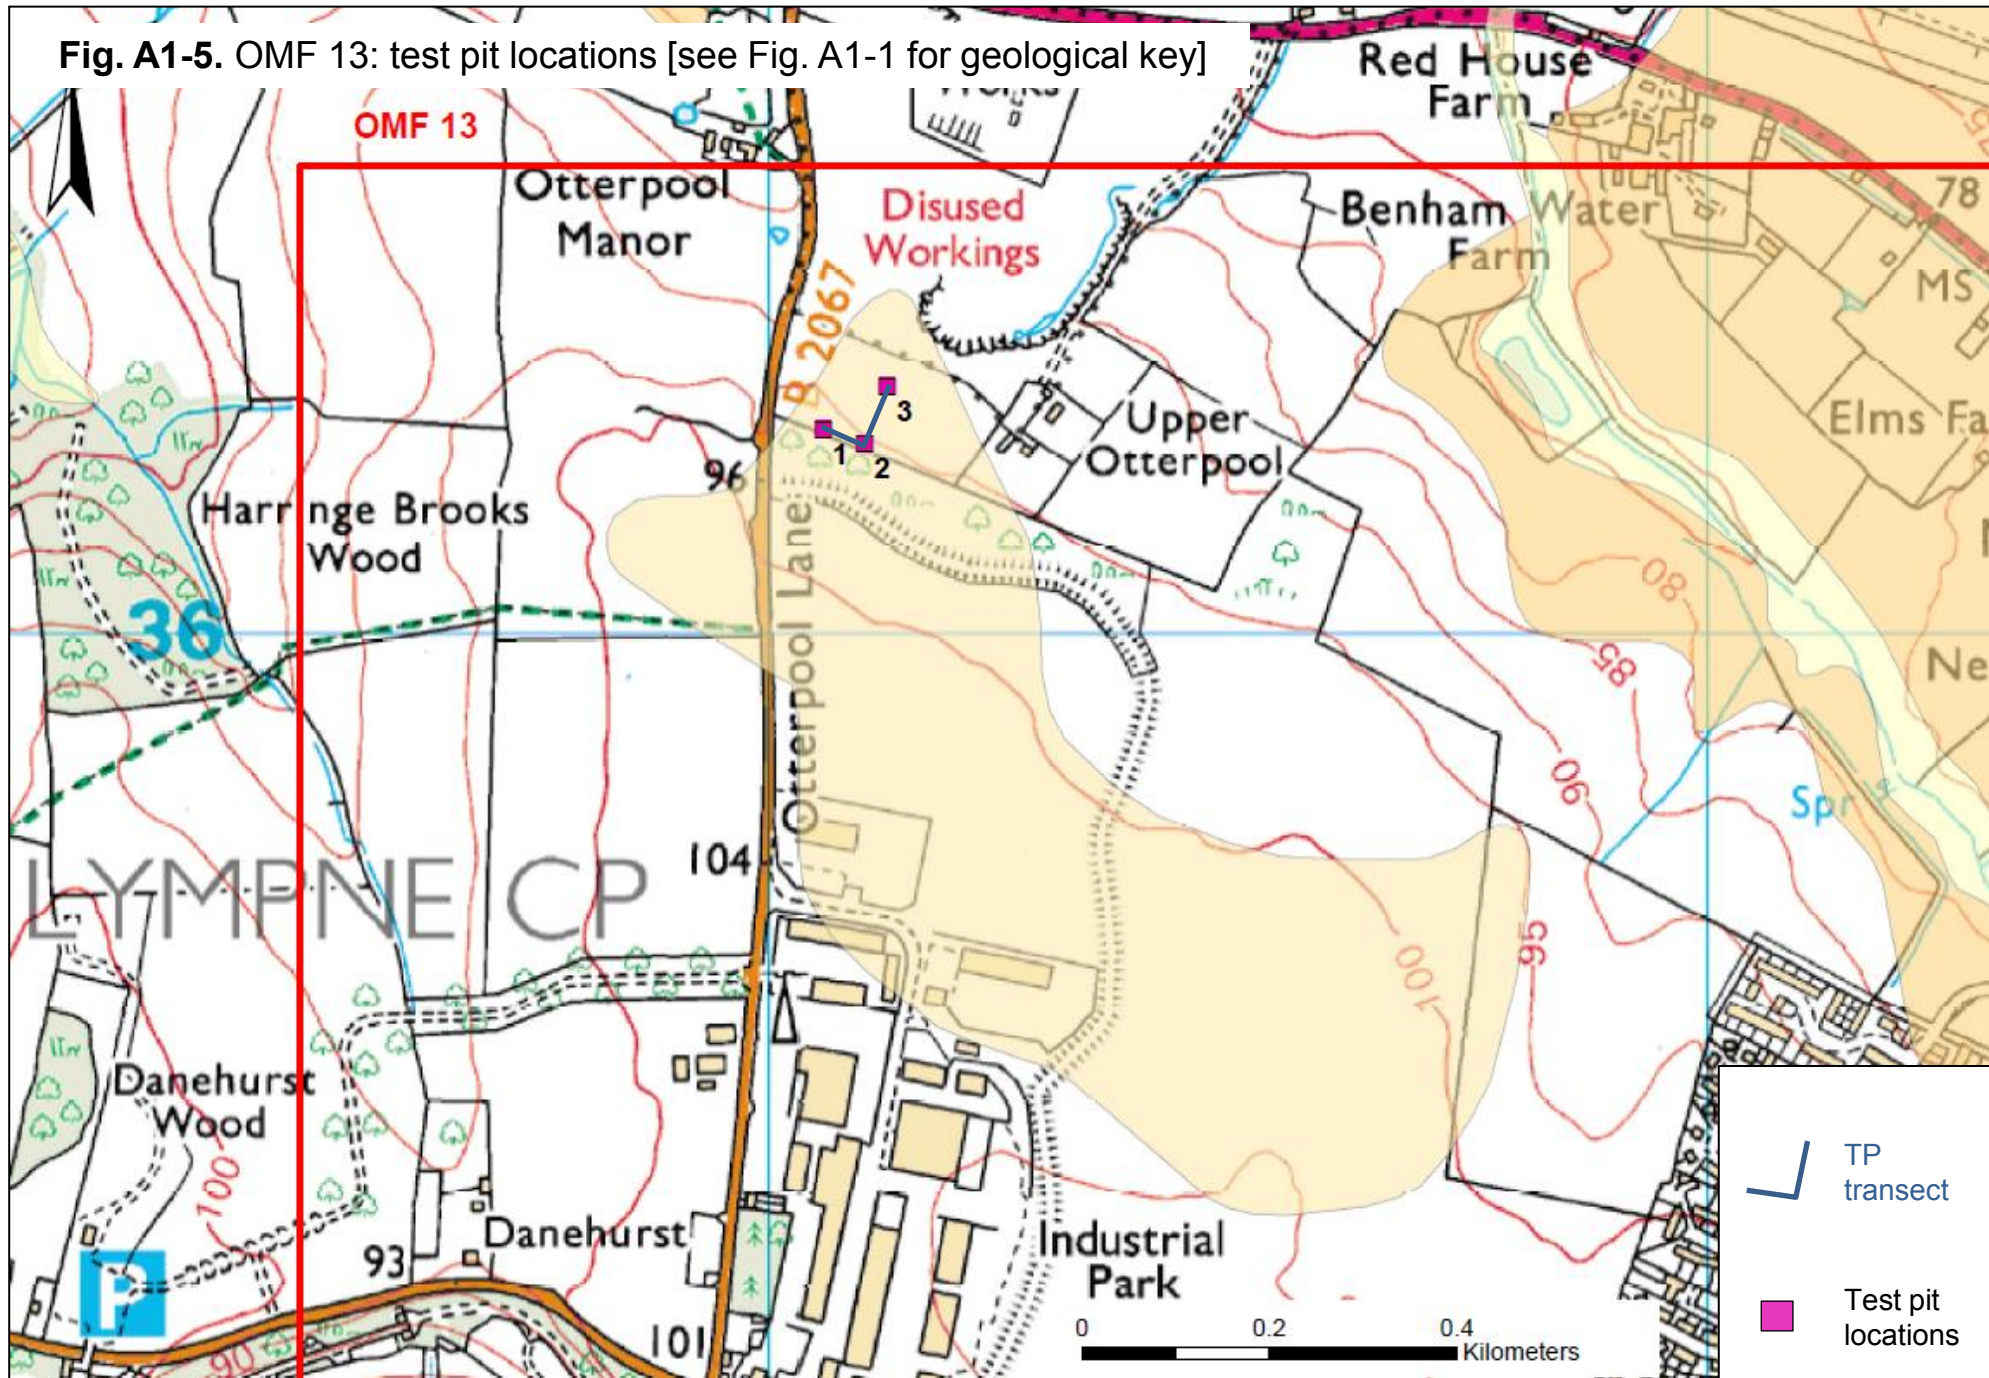 Fig. A1-5. OMF 13: test pit locations [see Fig. A1-1 for geological key]
Works
Red House
Farm
OMF 13
Otterpool
Manor
Disused
Workings
Benham Water
Farm
78
MS
B 2067
Elms Fa
3
1
2
Upper
Otterpool
96
Harringe Brooks
Wood
36
Otterpool Lane
80
85
Ne
90
Spr's
104
LYMPNE CP
95
100
Danehurst
Wood
100
TP
transect
Danehurst
93
Industrial
Park
P
101
90
0 0.2 0.4
Kilometers
Test pit
locations